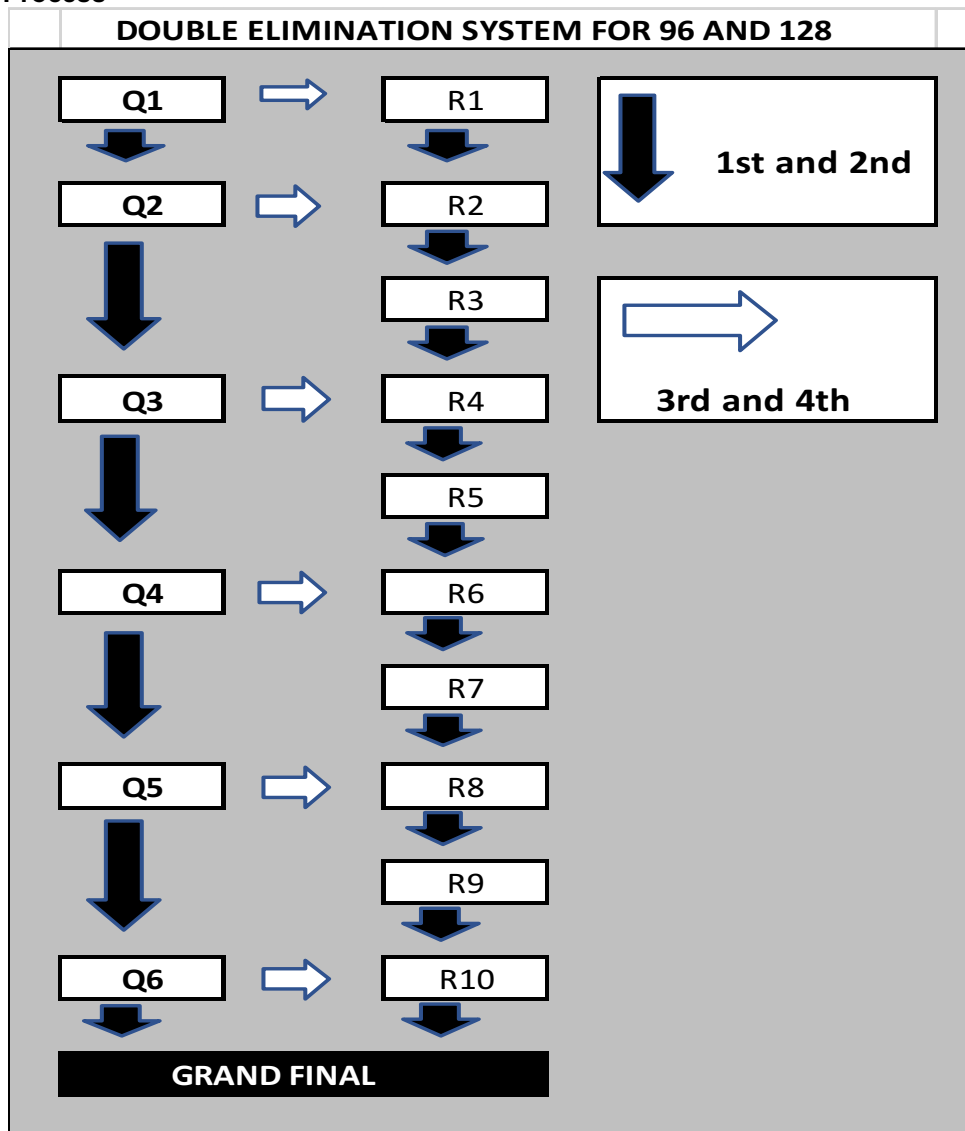 Process
DOUBLE ELIMINATION SYSTEM FOR 96 AND 128
Q1
R1
1st and 2nd
Q2
R2
R3
Q3
R4
3rd and 4th
R5
Q4
R6
R7
Q5
R8
R9
Q6
R10
GRAND FINAL